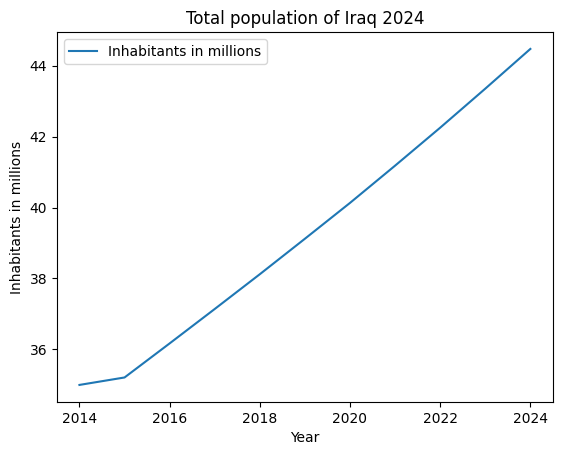 Total population of Iraq 2024
Inhabitants in millions
Inhabitants in millions
44
42
40
38
36
2014 2016 2018 2020 2022 2024
Year